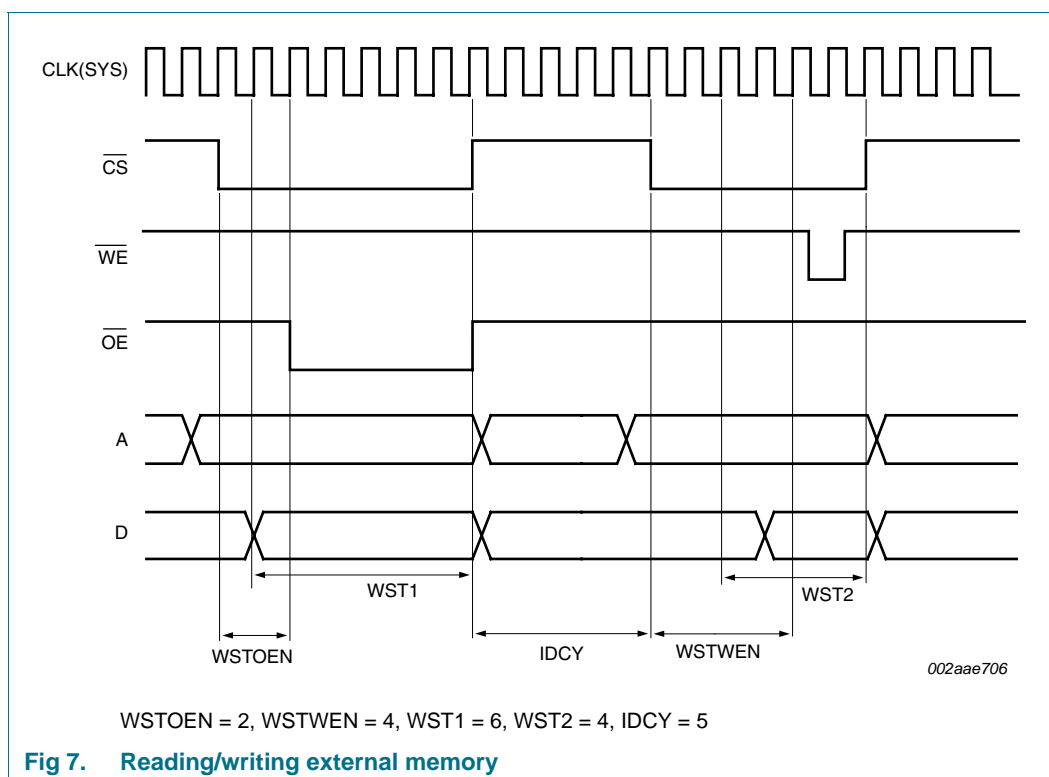 CLK(SYS)
CS
WE
OE
A
D
WST1
WST2
WSTOEN
IDCY
WSTWEN
002aae706
WSTOEN = 2, WSTWEN = 4, WST1 = 6, WST2 = 4, IDCY = 5
Fig 7. Reading/writing external memory